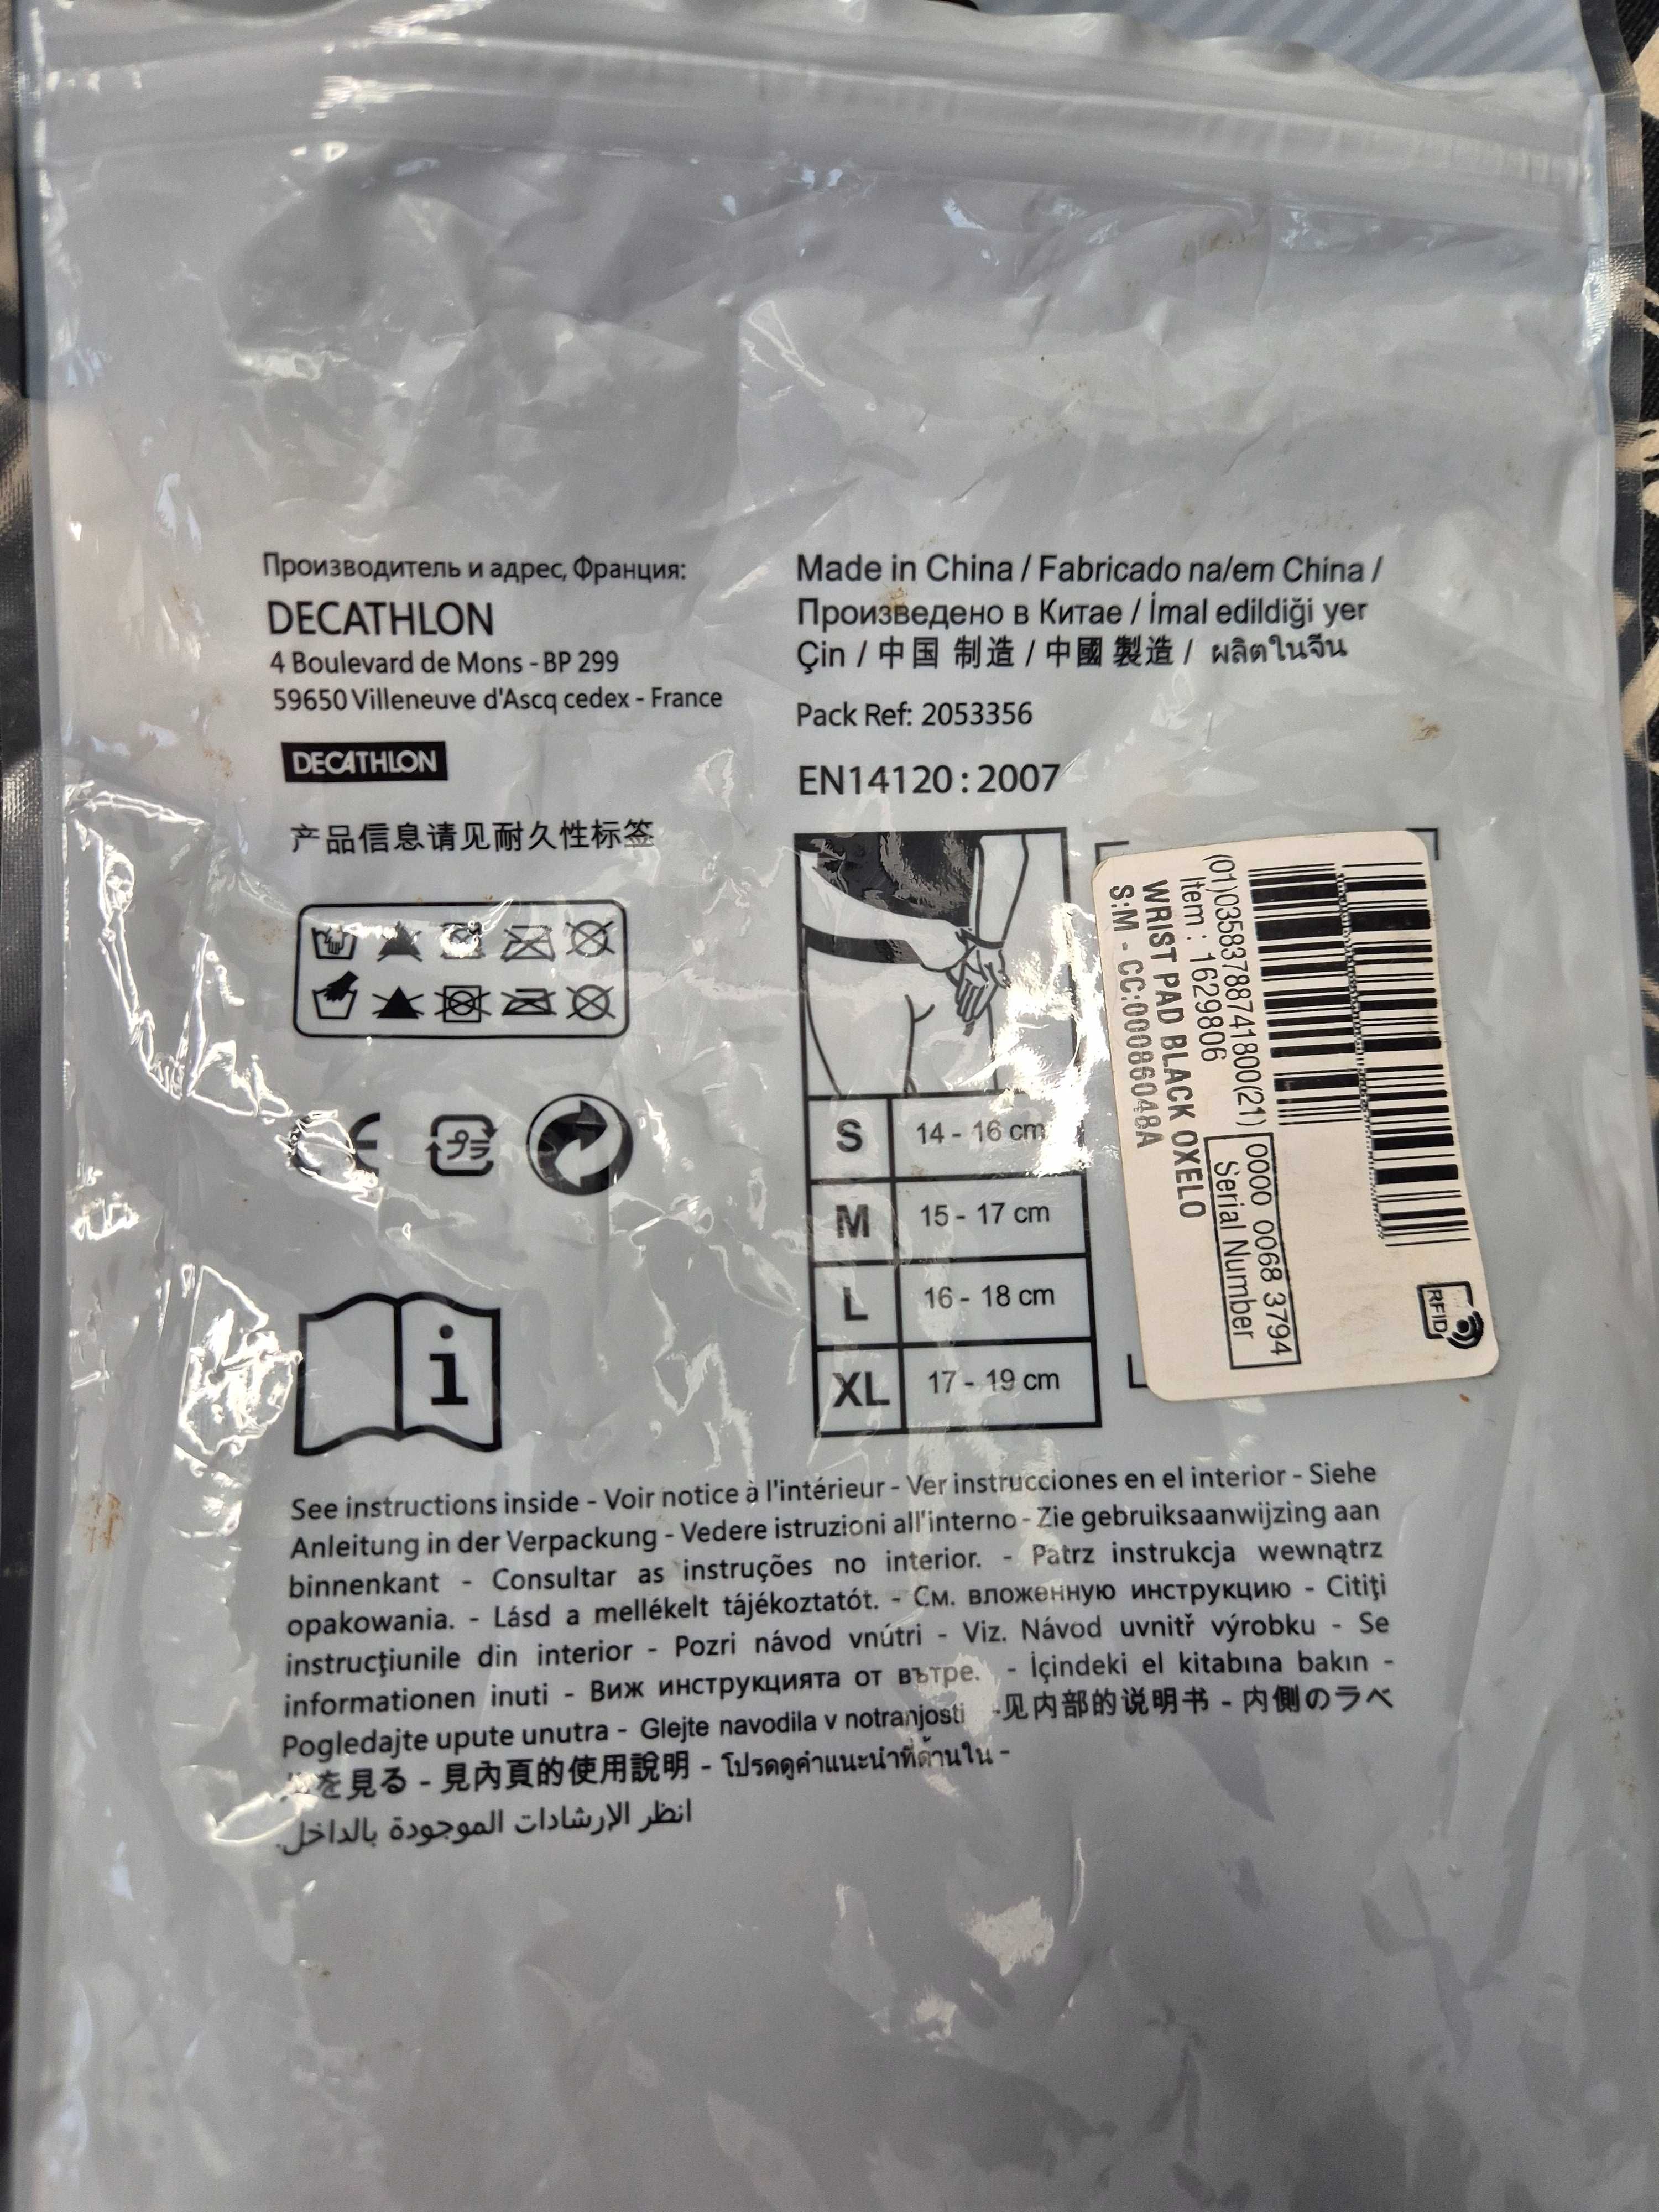 Производитель и адрес, Франция:
DECATHLON
4 Boulevard de Mons - BP 299
59650 Villeneuve d'Ascq cedex - France
DECATHLON
产品信息请见耐久性标签
Made in China / Fabricado na/em China /
Произведено в Китае / İmal edildiği yer
Çin / 中国 制造 / 中國 製造 / ผลิตในจีน
Pack Ref: 2053356
EN14120 : 2007
S 14 - 16 cm
M 15 - 17 cm
L 16 - 18 cm
XL 17 - 19 cm
(01)03583788741800(21) 0000 0068 3794
Item : 1629806 Serial Number
WRIST PAD BLACK OXELO
S:M - CC:00086048A
RFID
CE
プラ
i
See instructions inside - Voir notice à l'intérieur - Ver instrucciones en el interior - Siehe
Anleitung in der Verpackung - Vedere istruzioni all'interno - Zie gebruiksaanwijzing aan
binnenkant - Consultar as instruções no interior. - Patrz instrukcja wewnątrz
opakowania. - Lásd a mellékelt tájékoztatót. - См. вложенную инструкцию - Citiţi
instrucţiunile din interior - Pozri návod vnútri - Viz. Návod uvnitř výrobku - Se
informationen inuti - Виж инструкцията от вътре. - İçindeki el kitabına bakın -
Pogledajte upute unutra - Glejte navodila v notranjosti -见内部的说明书 - 内側のラベ
を見る - 見內頁的使用說明 - โปรดดูคำแนะนำที่ด้านใน -
انظر الإرشادات الموجودة بالداخل.